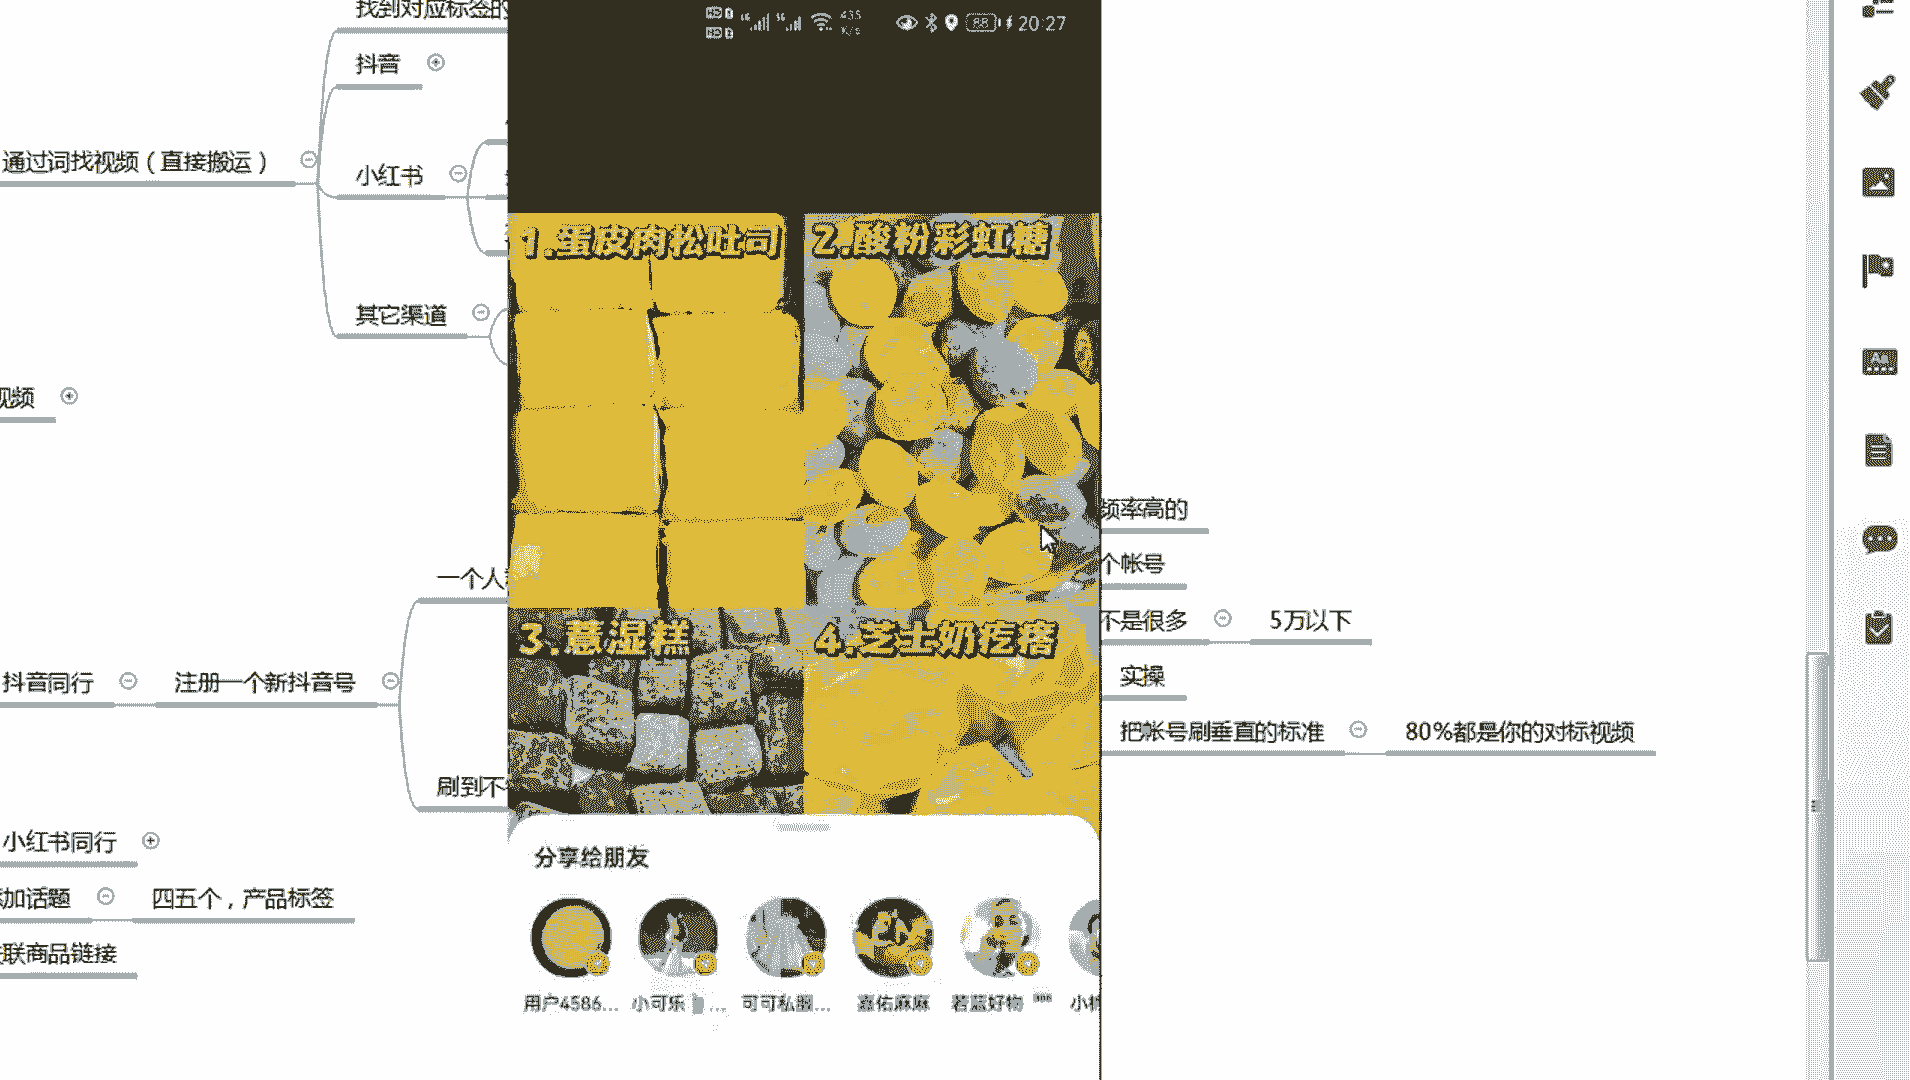 找到对应标签的
抖音
通过词找视频（直接搬运）
小红书
其它渠道
视频
一个人
抖音同行
注册一个新抖音号
刷到不
小红书同行
加话题
四五个，产品标签
联商品链接
435
K/s
88
20:27
1.蛋皮肉松吐司
2.酸粉彩虹糖
3.薏湿糕
4.芝士奶疙瘩
分享给朋友
用户4586...
小可乐
...
可可私服...
嘉佑麻麻
若蓝好物
频率高的
个帐号
不是很多
5万以下
实操
把帐号刷垂直的标准
80%都是你的对标视频